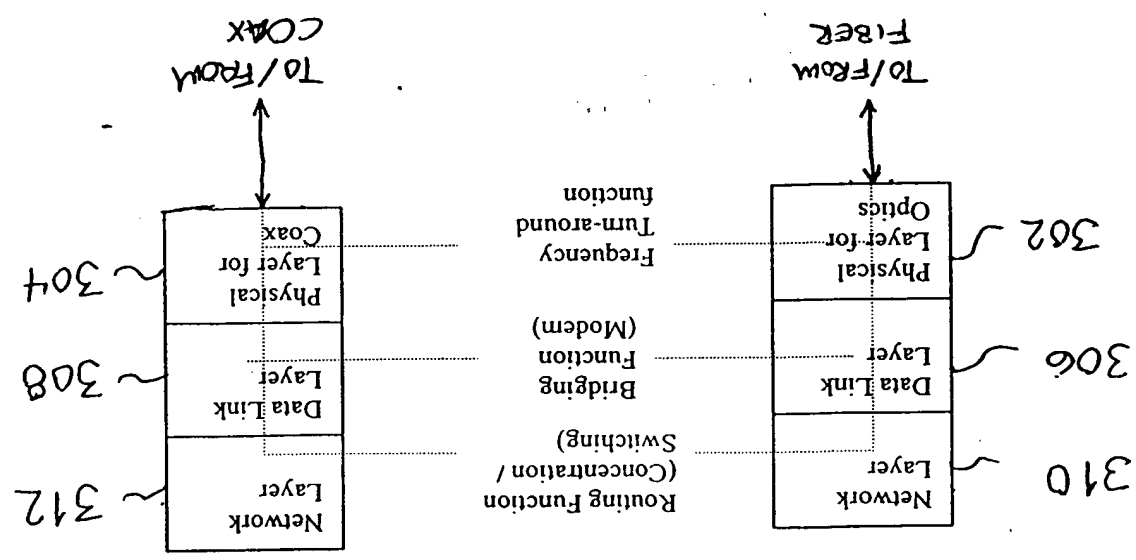 310
Network
Layer
Routing Function
(Concentration /
Switching)
Network
Layer
312
306
Data Link
Layer
Bridging
Function
(Modem)
Data Link
Layer
308
302
Physical
Layer for
Optics
Frequency
Turn-around
function
Physical
Layer for
Coax
304
TO/FROM
FIBER
TO/FROM
COAX